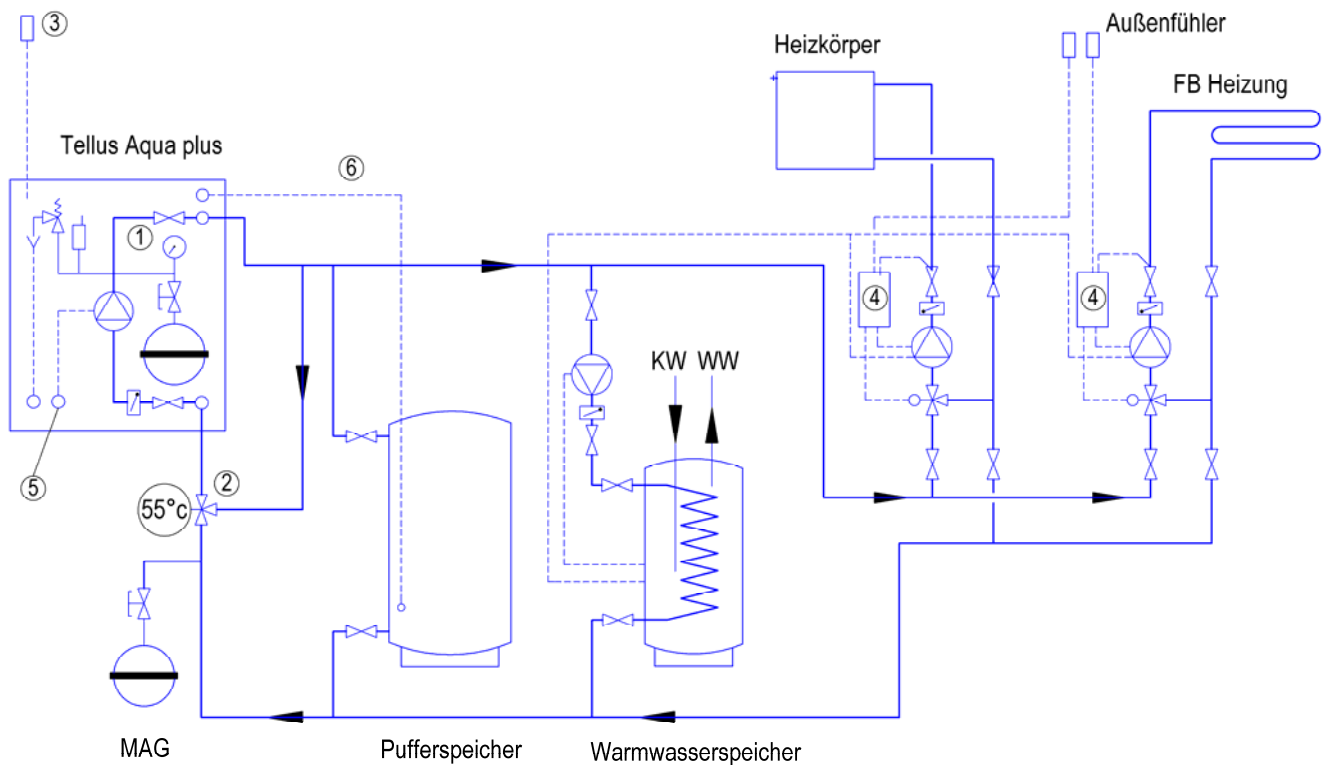 ③
Außenfühler
Heizkörper
FB Heizung
Tellus Aqua plus
⑥
①
④
④
KW WW
⑤
②
55°c
MAG
Pufferspeicher
Warmwasserspeicher